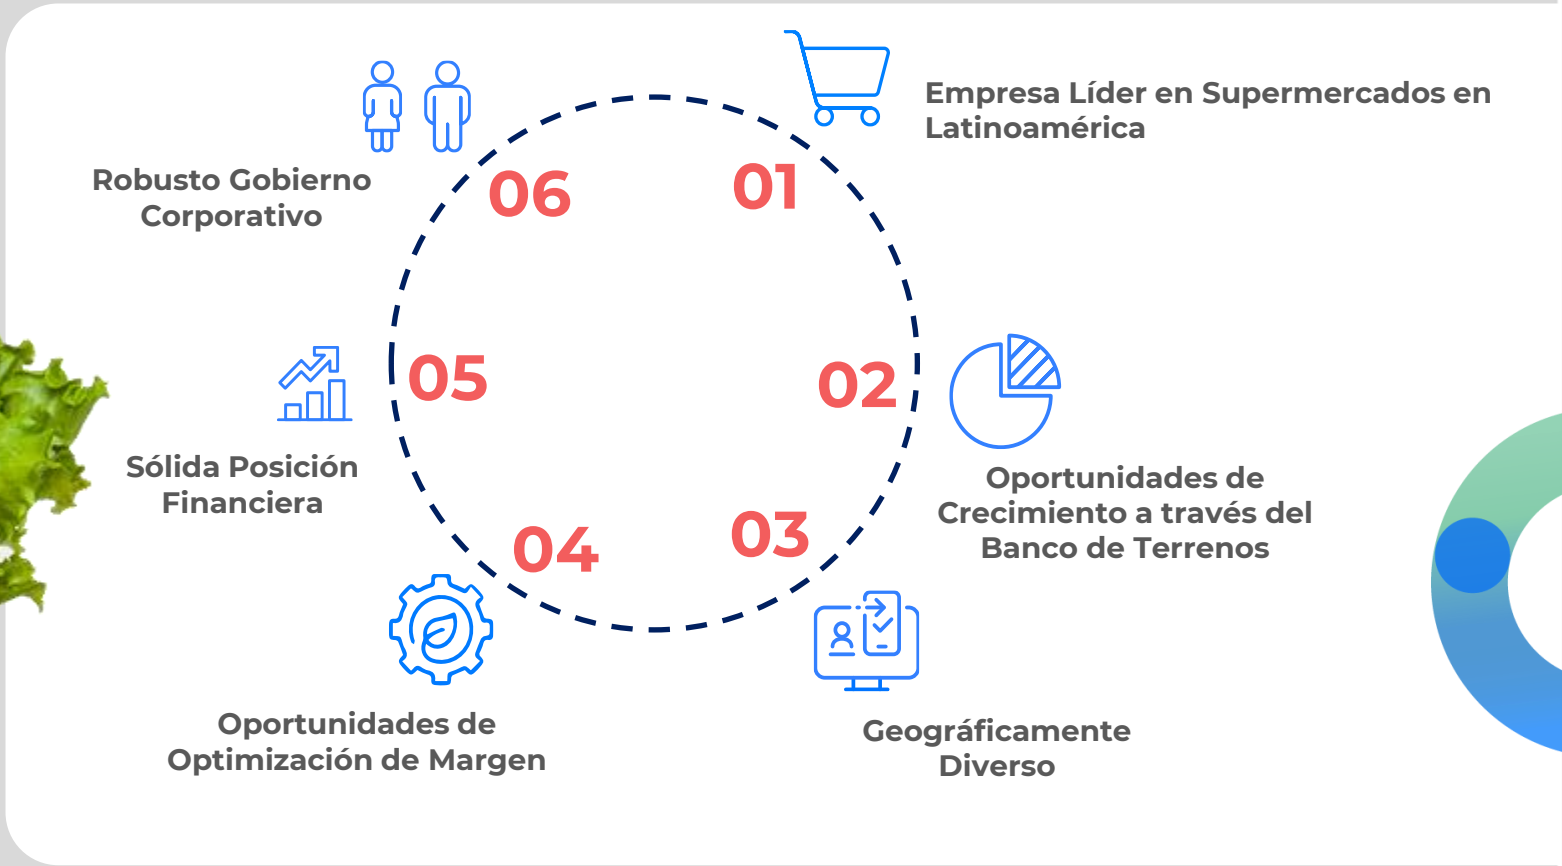 01
Empresa Líder en Supermercados en
Latinoamérica
02
Oportunidades de
Crecimiento a través del
Banco de Terrenos
03
Geográficamente
Diverso
04
Oportunidades de
Optimización de Margen
05
Sólida Posición
Financiera
06
Robusto Gobierno
Corporativo